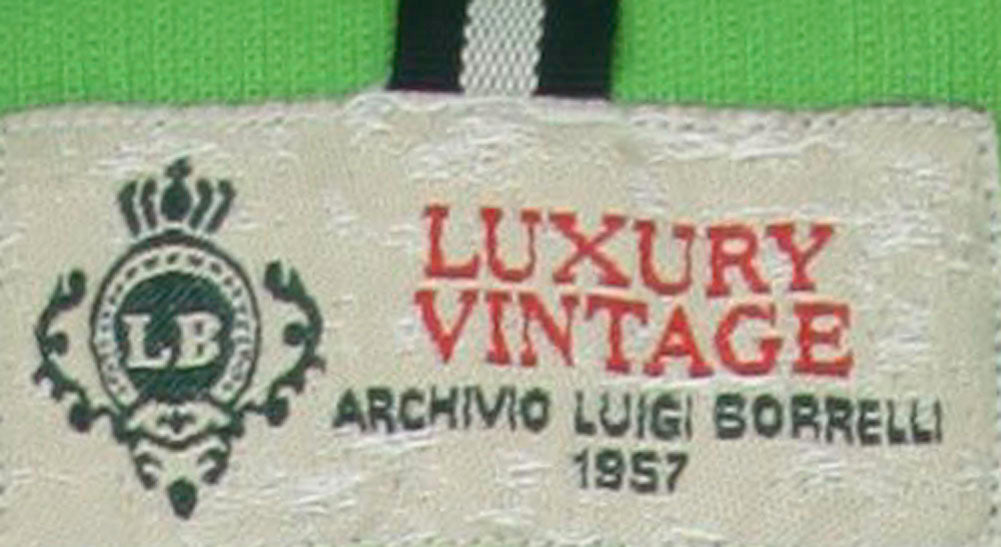 LB
LUXURY
VINTAGE
ARCHIVIO LUIGI BORRELLI
1957